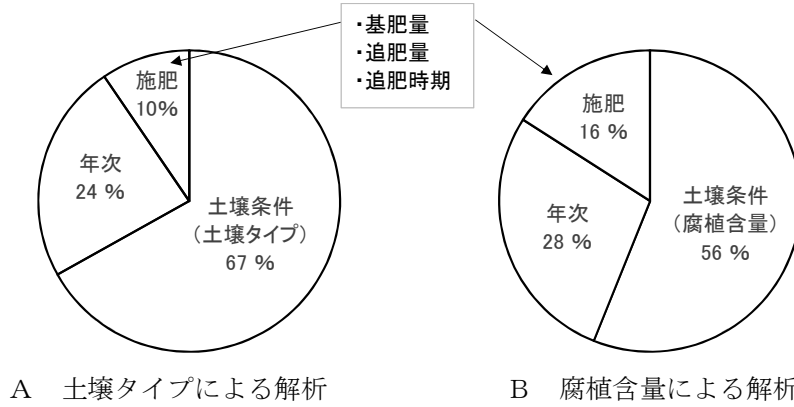 ・基肥量
・追肥量
・追肥時期
施肥
10%
年次
24 %
土壌条件
（土壌タイプ）
67 %
施肥
16 %
年次
28 %
土壌条件
（腐植含量）
56 %
A 土壌タイプによる解析
B 腐植含量による解析